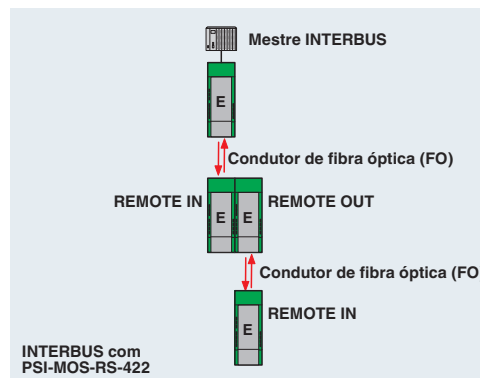 Mestre INTERBUS
E
Condutor de fibra óptica (FO)
REMOTE IN
E
E
REMOTE OUT
Condutor de fibra óptica (FO
E
REMOTE IN
INTERBUS com
PSI-MOS-RS-422